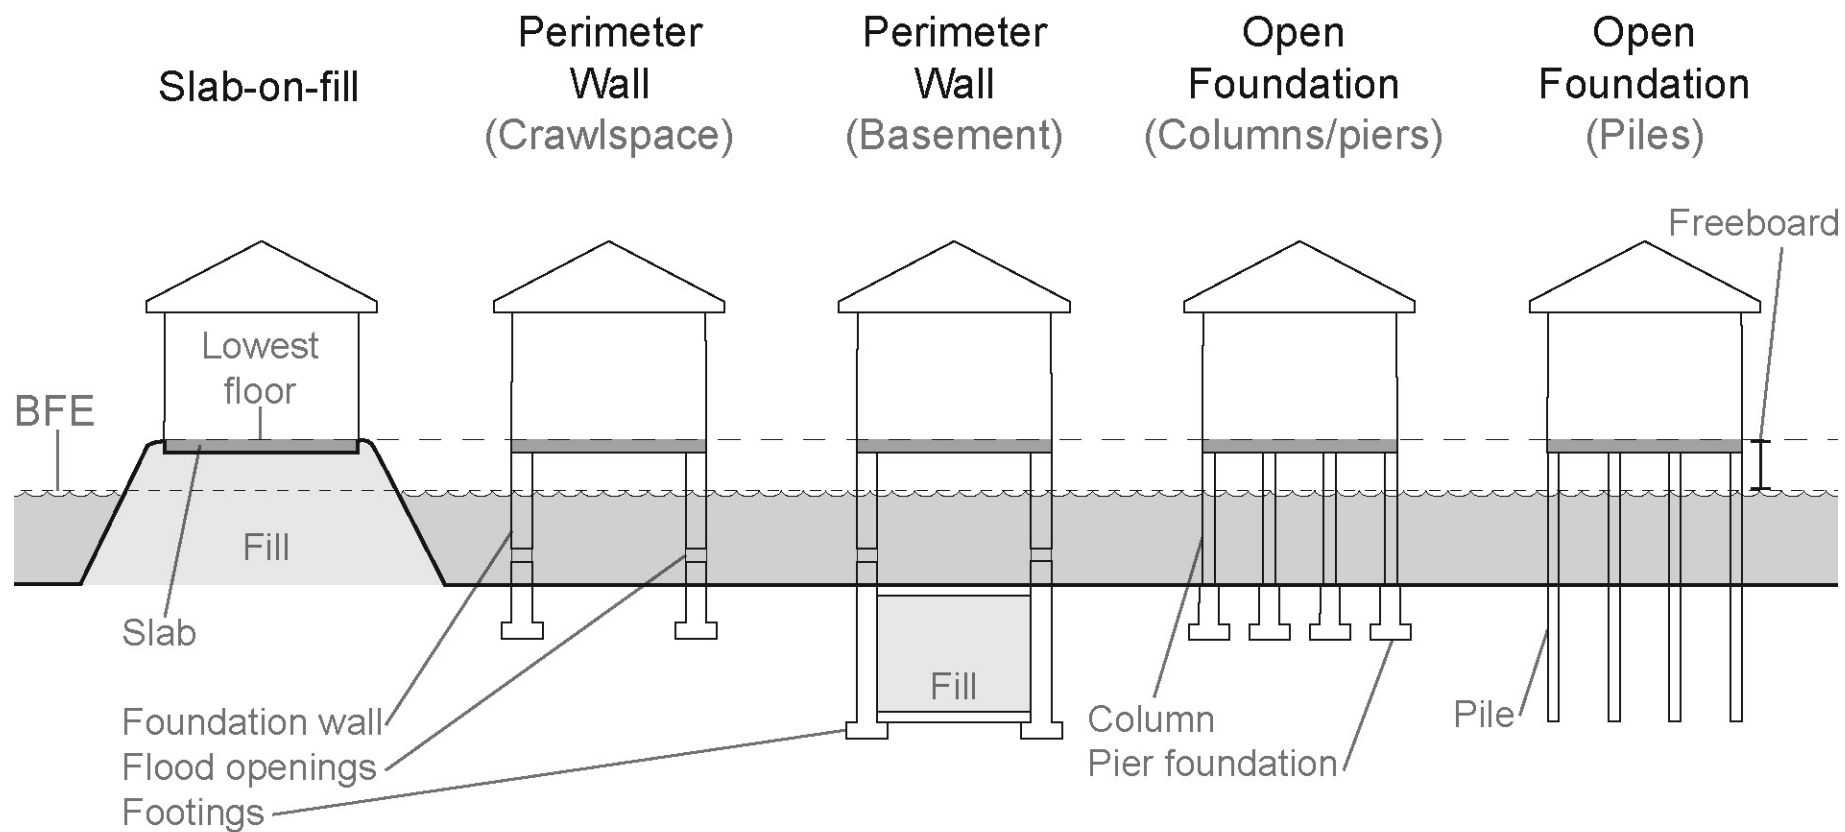 Slab-on-fill
Perimeter
Wall
(Crawlspace)
Perimeter
Wall
(Basement)
Open
Foundation
(Columns/piers)
Open
Foundation
(Piles)
Freeboard
Lowest
floor
BFE
Fill
Slab
Fill
Foundation wall
Flood openings
Footings
Column
Pier foundation
Pile